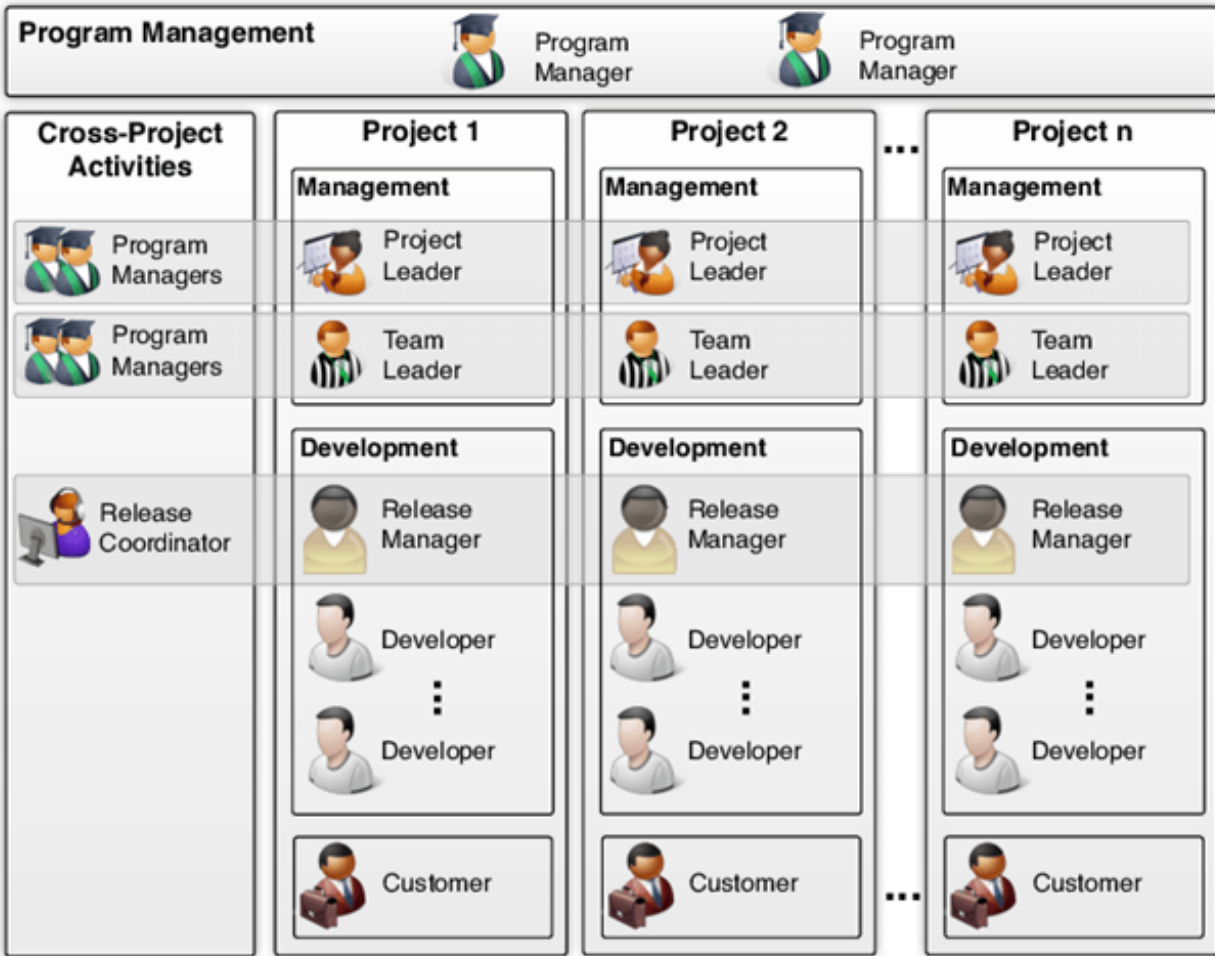 Program Management
Program
Manager
Program
Manager
Cross-Project
Activities
Program
Managers
Program
Managers
Release
Coordinator
Project 1
Management
Project
Leader
Team
Leader
Development
Release
Manager
Developer
Developer
Customer
Project 2
Management
Project
Leader
Team
Leader
Development
Release
Manager
Developer
Developer
Customer
...
...
Project n
Management
Project
Leader
Team
Leader
Development
Release
Manager
Developer
Developer
Customer